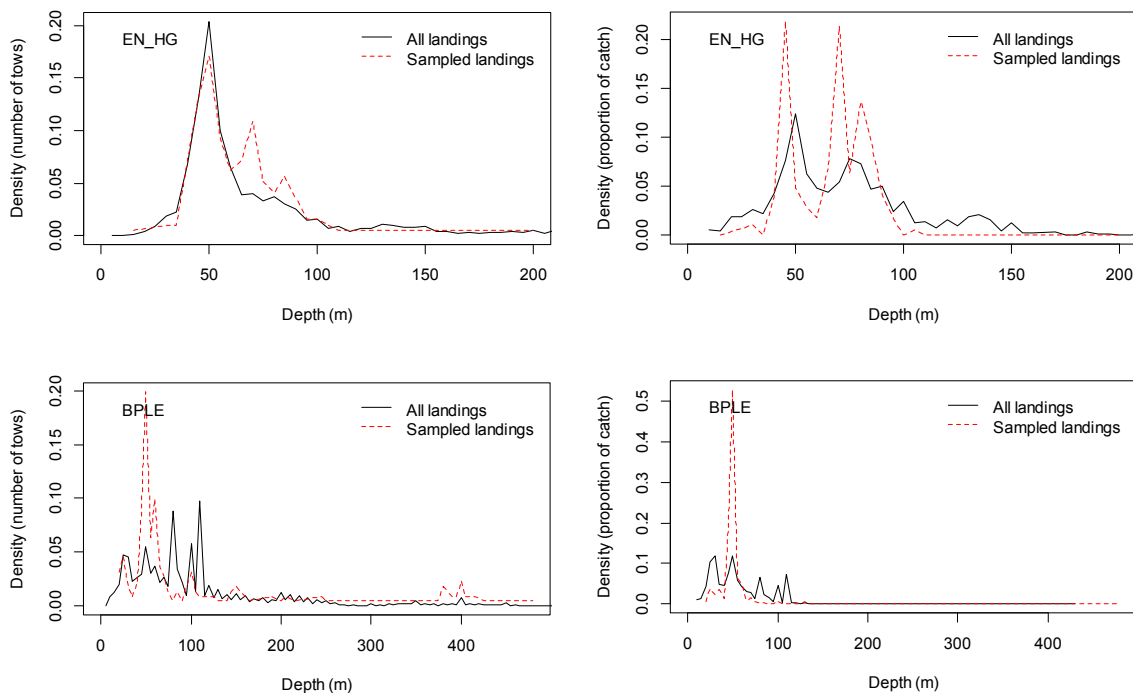 EN_HG
All landings
Sampled landings
Density (number of tows)
0.00 0.05 0.10 0.15 0.20
0 50 100 150 200
Depth (m)
EN_HG
All landings
Sampled landings
Density (proportion of catch)
0.00 0.05 0.10 0.15 0.20
0 50 100 150 200
Depth (m)
BPLE
All landings
Sampled landings
Density (number of tows)
0.00 0.05 0.10 0.15 0.20
0 100 200 300 400
Depth (m)
BPLE
All landings
Sampled landings
Density (proportion of catch)
0.0 0.1 0.2 0.3 0.4 0.5
0 100 200 300 400
Depth (m)